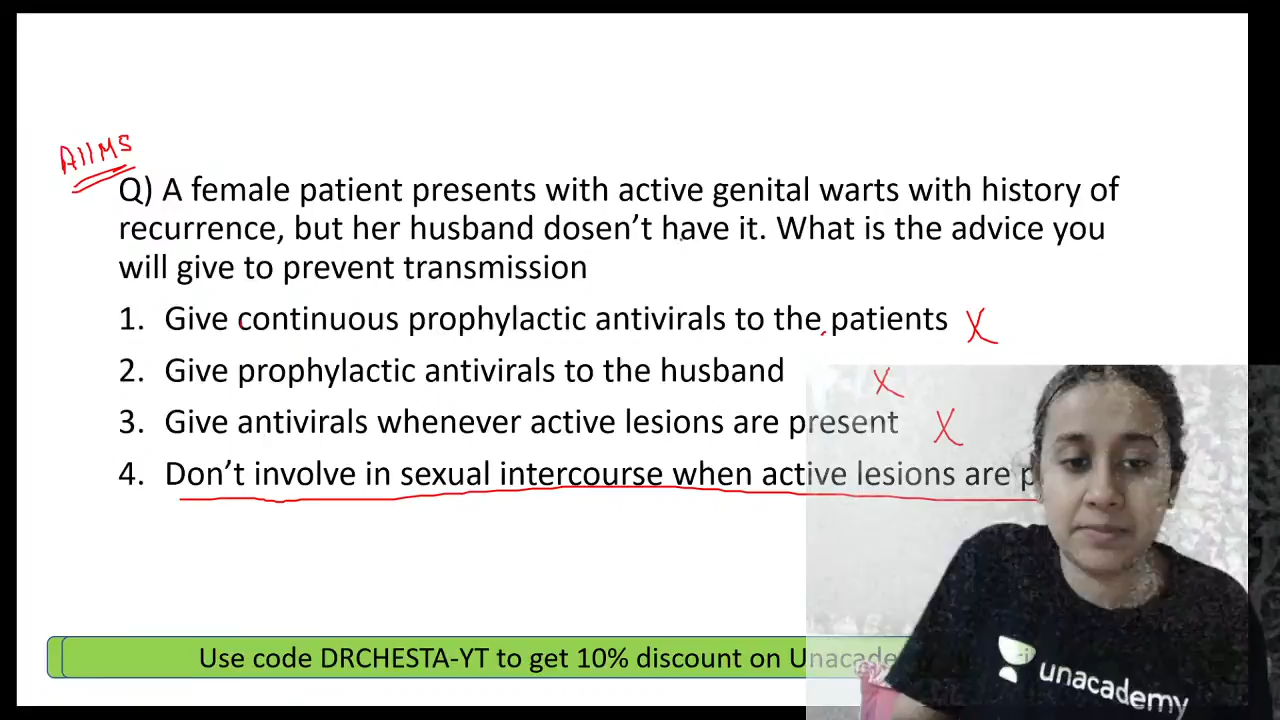 AIIMS
Q) A female patient presents with active genital warts with history of
recurrence, but her husband dosen't have it. What is the advice you
will give to prevent transmission
1. Give continuous prophylactic antivirals to the patients X
2. Give prophylactic antivirals to the husband X
3. Give antivirals whenever active lesions are present X
4. Don't involve in sexual intercourse when active lesions are p
Use code DRCHESTA-YT to get 10% discount on Unacademy
unacademy